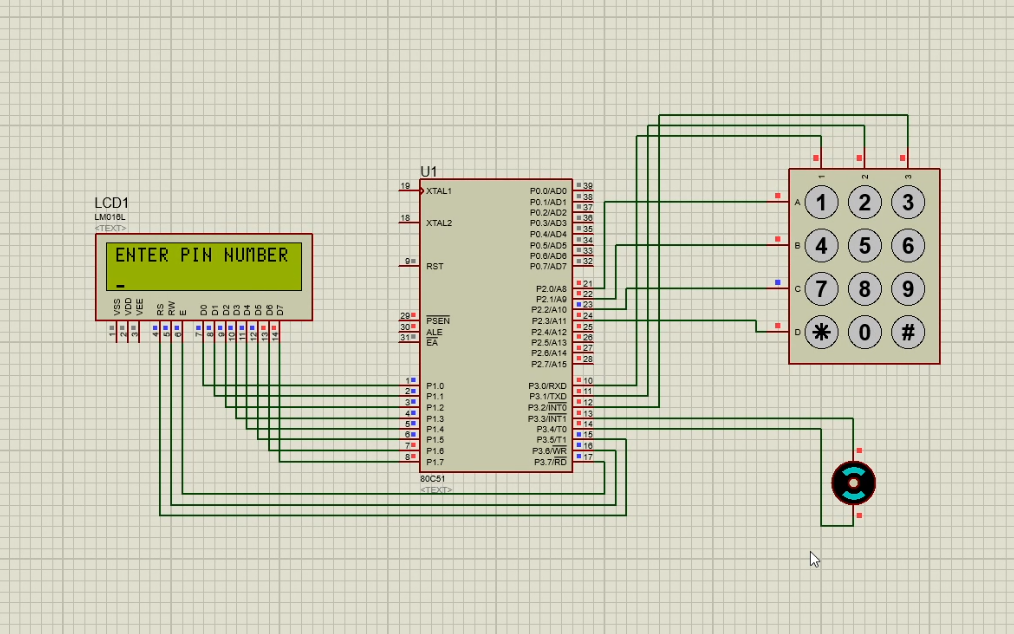 LCD1
LM016L
<TEXT>
ENTER PIN NUMBER
VSS VDD VEE RS RW E D0 D1 D2 D3 D4 D5 D6 D7
1 2 3 4 5 6 7 8 9 10 11 12 13 14
U1
19 XTAL1
18 XTAL2
9 RST
29 PSEN
30 ALE
31 EA
1 P1.0
2 P1.1
3 P1.2
4 P1.3
5 P1.4
6 P1.5
7 P1.6
8 P1.7
P0.0/AD0 39
P0.1/AD1 38
P0.2/AD2 37
P0.3/AD3 36
P0.4/AD4 35
P0.5/AD5 34
P0.6/AD6 33
P0.7/AD7 32
P2.0/A8 21
P2.1/A9 22
P2.2/A10 23
P2.3/A11 24
P2.4/A12 25
P2.5/A13 26
P2.6/A14 27
P2.7/A15 28
P3.0/RXD 10
P3.1/TXD 11
P3.2/INT0 12
P3.3/INT1 13
P3.4/T0 14
P3.5/T1 15
P3.6/WR 16
P3.7/RD 17
80C51
<TEXT>
1 2 3
A 1 2 3
B 4 5 6
C 7 8 9
D * 0 #